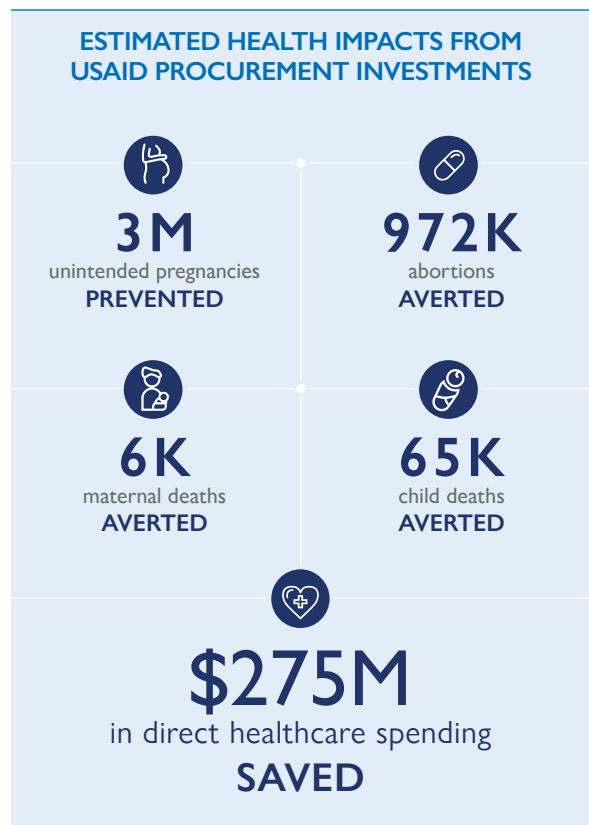 ESTIMATED HEALTH IMPACTS FROM
USAID PROCUREMENT INVESTMENTS
3M
unintended pregnancies
PREVENTED
972K
abortions
AVERTED
6K
maternal deaths
AVERTED
65K
child deaths
AVERTED
$275M
in direct healthcare spending
SAVED